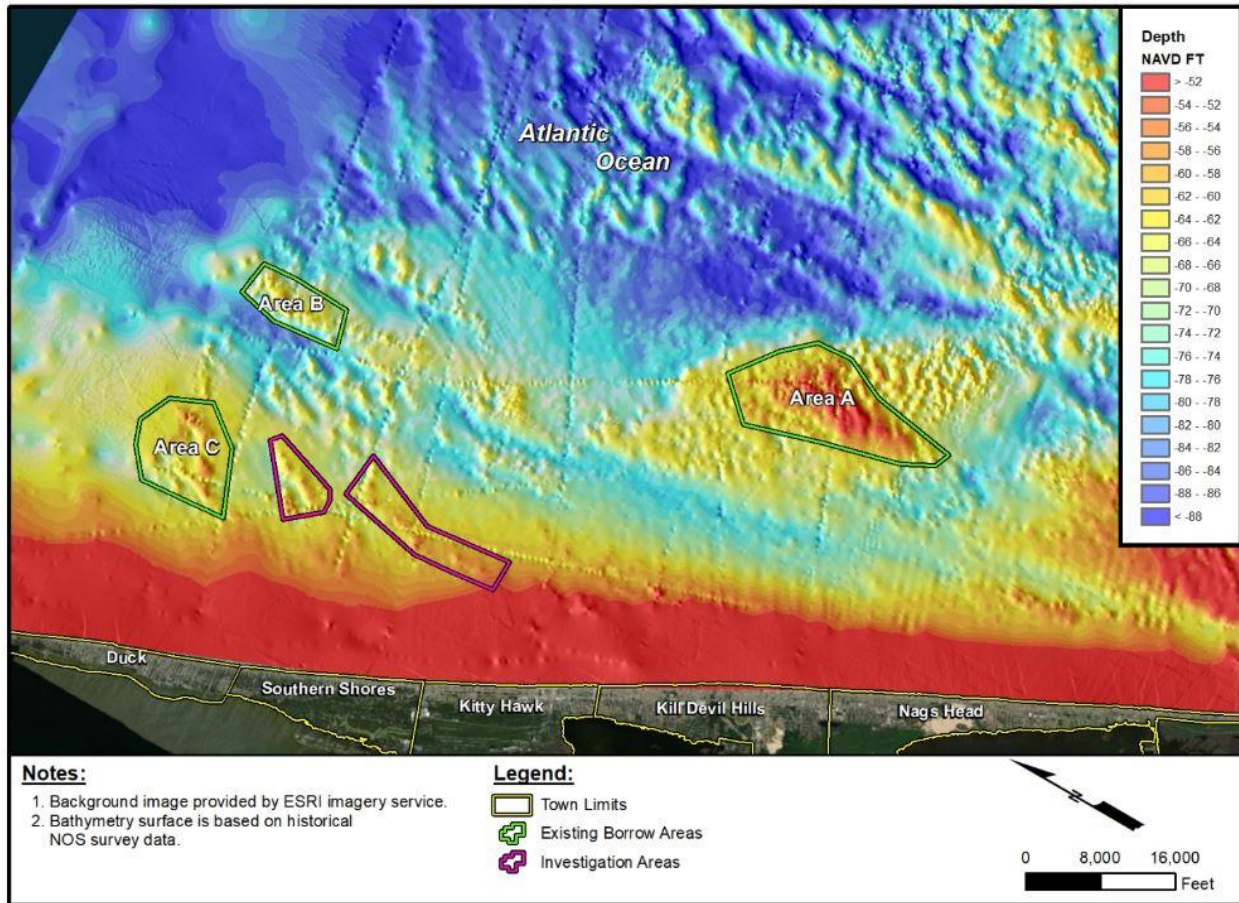 Depth
NAVD FT
> -52
-54 - -52
-56 - -54
-58 - -56
-60 - -58
-62 - -60
-64 - -62
-66 - -64
-68 - -66
-70 - -68
-72 - -70
-74 - -72
-76 - -74
-78 - -76
-80 - -78
-82 - -80
-84 - -82
-86 - -84
-88 - -86
< -88
Atlantic
Ocean
Area B
Area A
Area C
Duck
Southern Shores
Kitty Hawk
Kill Devil Hills
Nags Head
Notes:
1. Background image provided by ESRI imagery service.
2. Bathymetry surface is based on historical
NOS survey data.
Legend:
Town Limits
Existing Borrow Areas
Investigation Areas
N
0 8,000 16,000
Feet